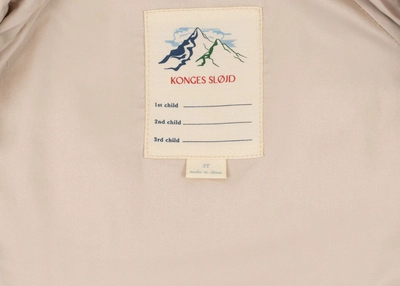 KONGES SLØJD
1st child
2nd child
3rd child